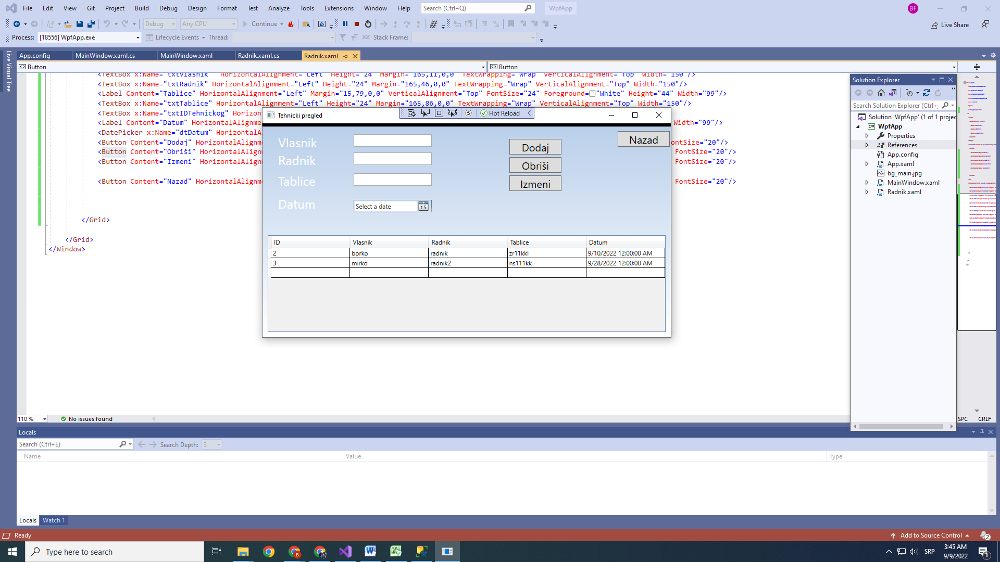 File Edit View Git Project Build Debug Design Format Test Analyze Tools Extensions Window Help Search (Ctrl+Q) WpfApp BF
Debug Any CPU Continue Live Share
Process: [18556] WpfApp.exe Lifecycle Events Thread: Stack Frame:
App.config MainWindow.xaml.cs MainWindow.xaml Radnik.xaml.cs Radnik.xaml
Live Visual Tree
Button Button
<TextBox x:Name="txtVlasnik" HorizontalAlignment="Left" Height="24" Margin="165,11,0,0" TextWrapping="Wrap" VerticalAlignment="Top" Width="150"/>
<TextBox x:Name="txtRadnik" HorizontalAlignment="Left" Height="24" Margin="165,46,0,0" TextWrapping="Wrap" VerticalAlignment="Top" Width="150"/>
<Label Content="Tablice" HorizontalAlignment="Left" Margin="15,79,0,0" VerticalAlignment="Top" FontSize="24" Foreground="White" Height="44" Width="99"/>
<TextBox x:Name="txtTablice" HorizontalAlignment="Left" Height="24" Margin="165,86,0,0" TextWrapping="Wrap" VerticalAlignment="Top" Width="150"/>
<TextBox x:Name="txtIDTehnickog" Horizont
<Label Content="Datum" HorizontalAlignme Width="99"/>
<DatePicker x:Name="dtDatum" HorizontalA
<Button Content="Dodaj" HorizontalAlignm ontSize="20"/>
<Button Content="Obriši" HorizontalAlign FontSize="20"/>
<Button Content="Izmeni" HorizontalAlign FontSize="20"/>
<Button Content="Nazad" HorizontalAlignm FontSize="20"/>
</Grid>
</Grid>
</Window>
Tehnicki pregled Hot Reload
Vlasnik
Radnik
Tablice
Datum
Select a date 15
Dodaj
Obriši
Izmeni
Nazad
ID Vlasnik Radnik Tablice Datum
2 borko radnik zr11kkl 9/10/2022 12:00:00 AM
3 mirko radnik2 ns111kk 9/28/2022 12:00:00 AM
Solution Explorer
Search Solution Explorer (Ctrl+;
Solution 'WpfApp' (1 of 1 projec
C# WpfApp
Properties
References
App.config
App.xaml
bg_main.jpg
MainWindow.xaml
Radnik.xaml
110 % No issues found SPC CRLF
Locals
Search (Ctrl+E) Search Depth: 3
Name Value Type
Locals Watch 1
Ready Add to Source Control 2
Type here to search SRP 3:45 AM
9/9/2022 1